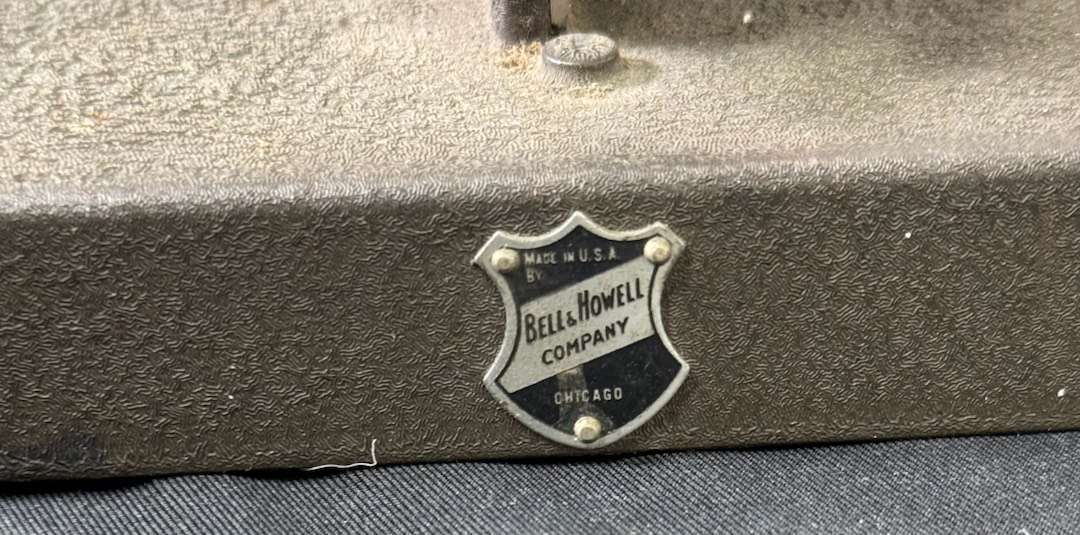 MADE IN U.S.A.
BY
BELL & HOWELL
COMPANY
CHICAGO